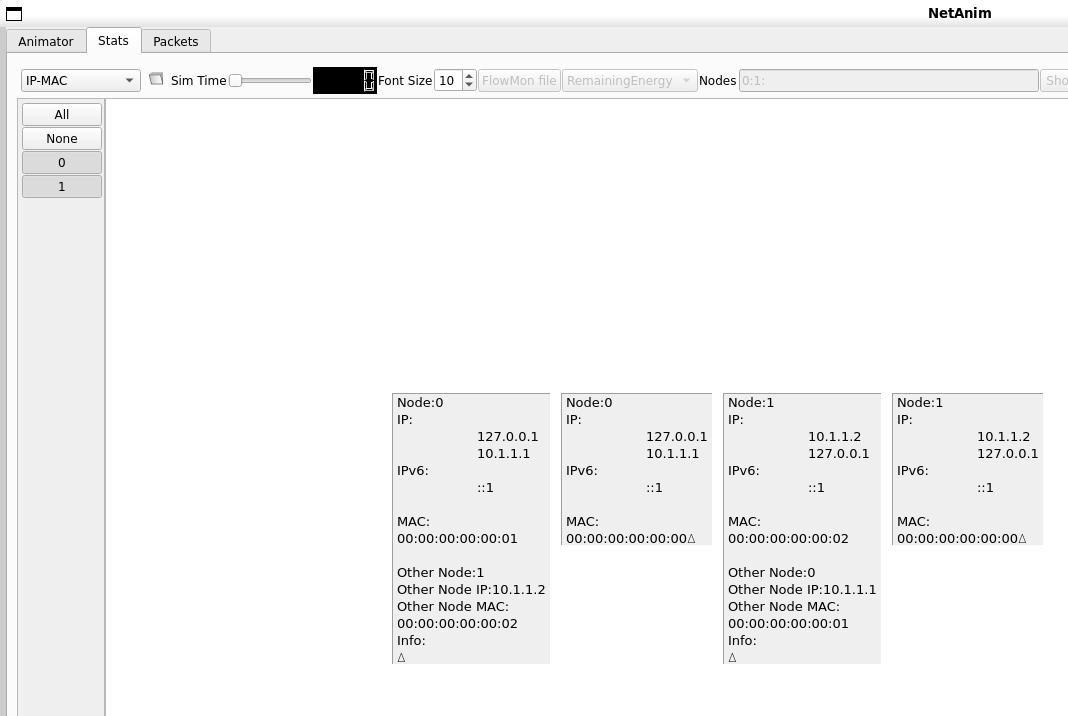 NetAnim
Animator Stats Packets
IP-MAC Sim Time Font Size 10 FlowMon file RemainingEnergy Nodes 0:1: Sho
All
None
0
1
Node:0
IP:
127.0.0.1
10.1.1.1
IPv6:
::1
MAC:
00:00:00:00:00:01
Other Node:1
Other Node IP:10.1.1.2
Other Node MAC:
00:00:00:00:00:02
Info:
Node:0
IP:
127.0.0.1
10.1.1.1
IPv6:
::1
MAC:
00:00:00:00:00:00
Node:1
IP:
10.1.1.2
127.0.0.1
IPv6:
::1
MAC:
00:00:00:00:00:02
Other Node:0
Other Node IP:10.1.1.1
Other Node MAC:
00:00:00:00:00:01
Info:
Node:1
IP:
10.1.1.2
127.0.0.1
IPv6:
::1
MAC:
00:00:00:00:00:00